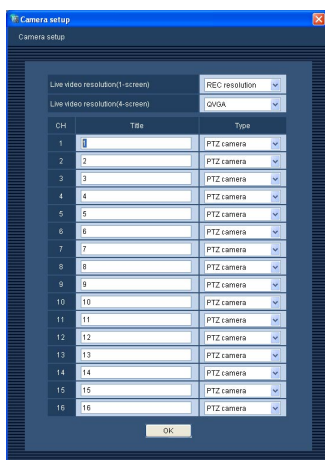 Camera setup
Camera setup
Live video resolution(1-screen) REC resolution
Live video resolution(4-screen) QVGA
CH Title Type
1 1 PTZ camera
2 2 PTZ camera
3 3 PTZ camera
4 4 PTZ camera
5 5 PTZ camera
6 6 PTZ camera
7 7 PTZ camera
8 8 PTZ camera
9 9 PTZ camera
10 10 PTZ camera
11 11 PTZ camera
12 12 PTZ camera
13 13 PTZ camera
14 14 PTZ camera
15 15 PTZ camera
16 16 PTZ camera
OK